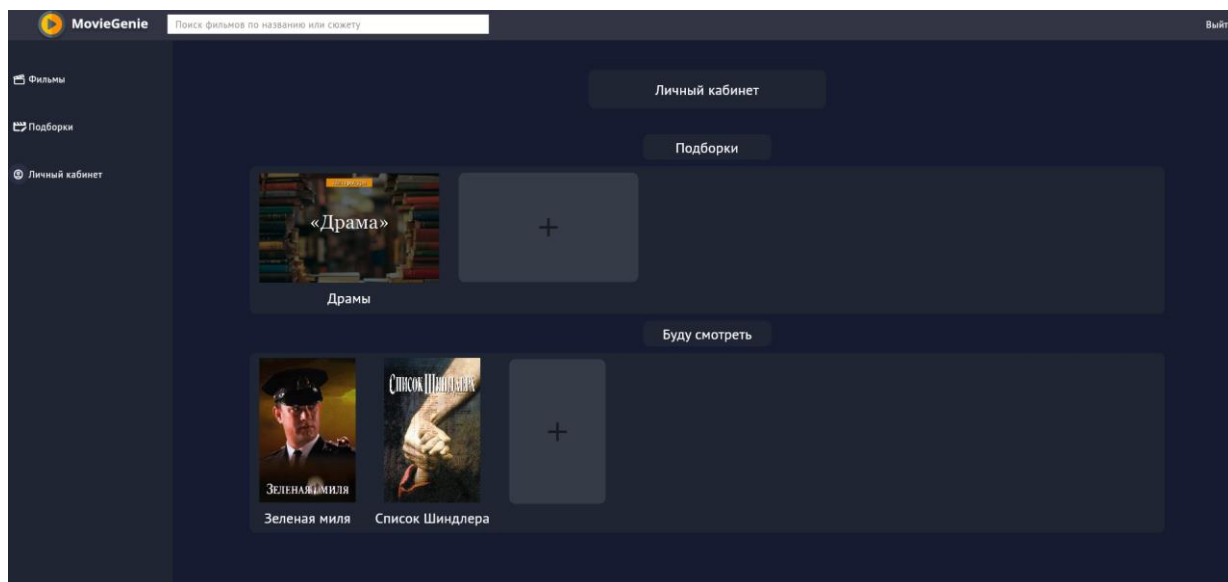 MovieGenie
Поиск фильмов по названию или сюжету
Вый
Фильмы
Подборки
Личный кабинет
Личный кабинет
Подборки
«Драма»
Драмы
Буду смотреть
СПИСОК ШИНДЛЕРА
ЗЕЛЕНАЯ МИЛЯ
Зеленая миля
Список Шиндлера